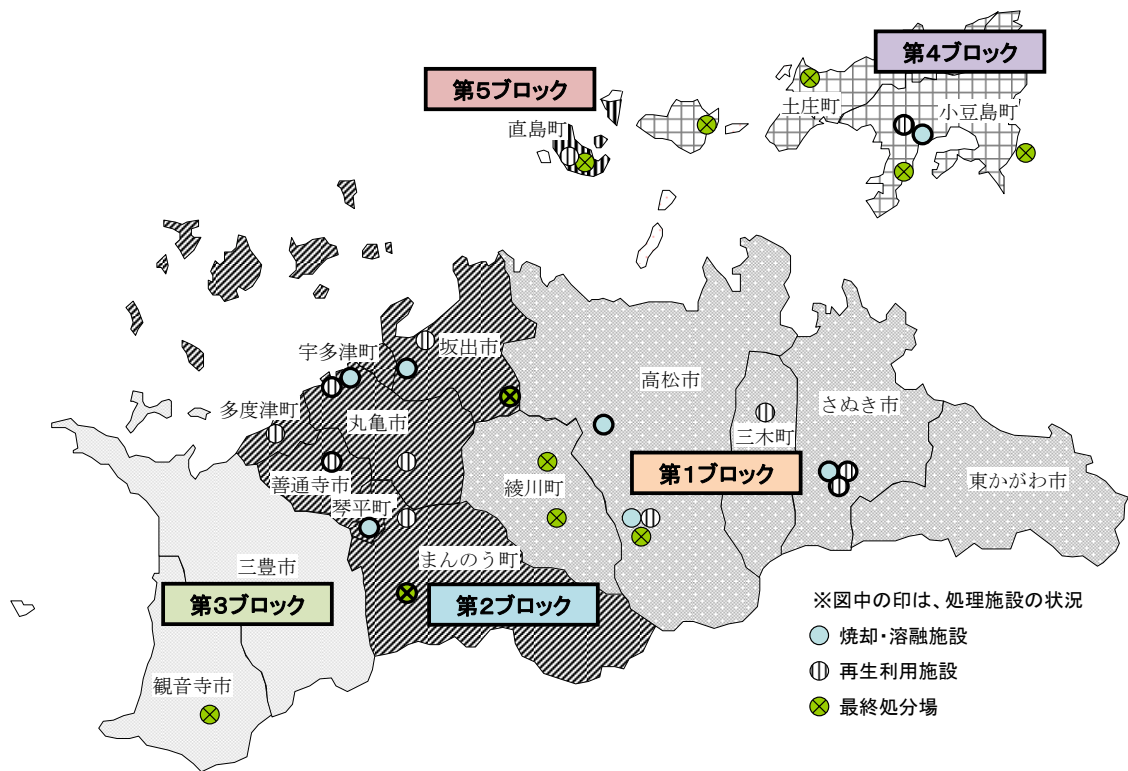 第4ブロック
第5ブロック
土庄町
小豆島町
直島町
宇多津町
坂出市
高松市
多度津町
丸亀市
さぬき市
三木町
善通寺市
綾川町
第1ブロック
東かがわ市
琴平町
まんのう町
三豊市
第3ブロック
第2ブロック
観音寺市
※図中の印は、処理施設の状況
焼却・溶融施設
再生利用施設
最終処分場